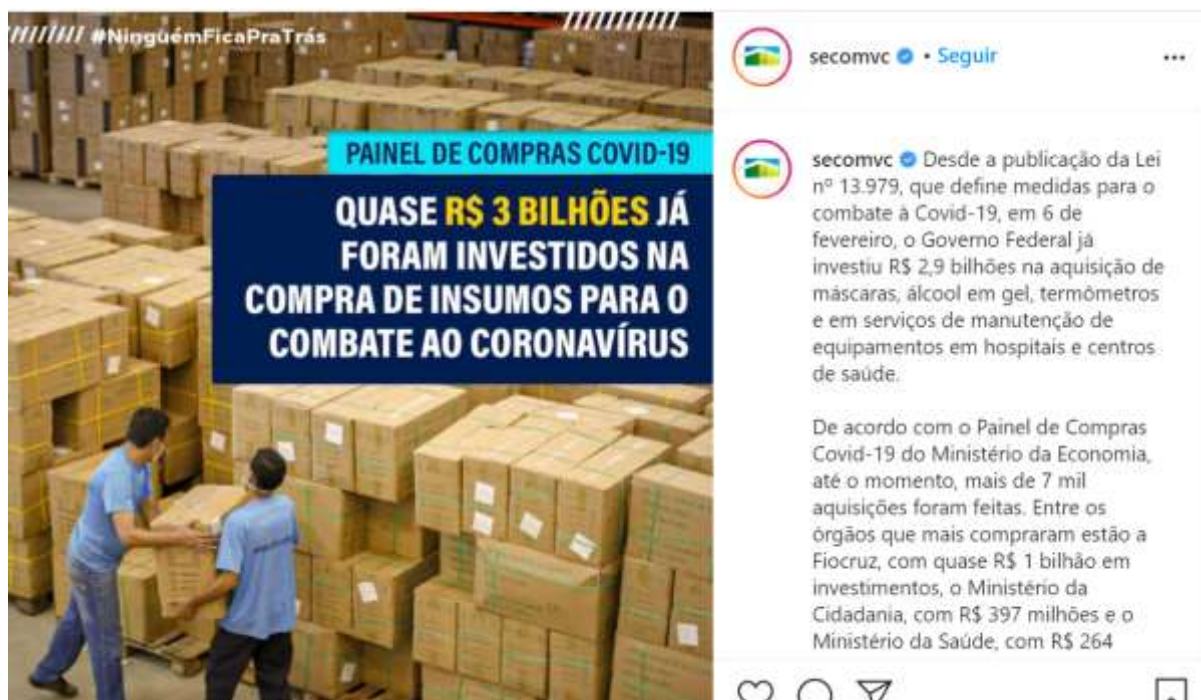 #NinguémFicaPraTrás
PAINEL DE COMPRAS COVID-19
QUASE R$ 3 BILHÕES JÁ
FORAM INVESTIDOS NA
COMPRA DE INSUMOS PARA O
COMBATE AO CORONAVÍRUS
secomvc • Seguir
secomvc Desde a publicação da Lei
nº 13.979, que define medidas para o
combate à Covid-19, em 6 de
fevereiro, o Governo Federal já
investiu R$ 2,9 bilhões na aquisição de
máscaras, álcool em gel, termômetros
e em serviços de manutenção de
equipamentos em hospitais e centros
de saúde.
De acordo com o Painel de Compras
Covid-19 do Ministério da Economia,
até o momento, mais de 7 mil
aquisições foram feitas. Entre os
órgãos que mais compraram estão a
Fiocruz, com quase R$ 1 bilhão em
investimentos, o Ministério da
Cidadania, com R$ 397 milhões e o
Ministério da Saúde, com R$ 264